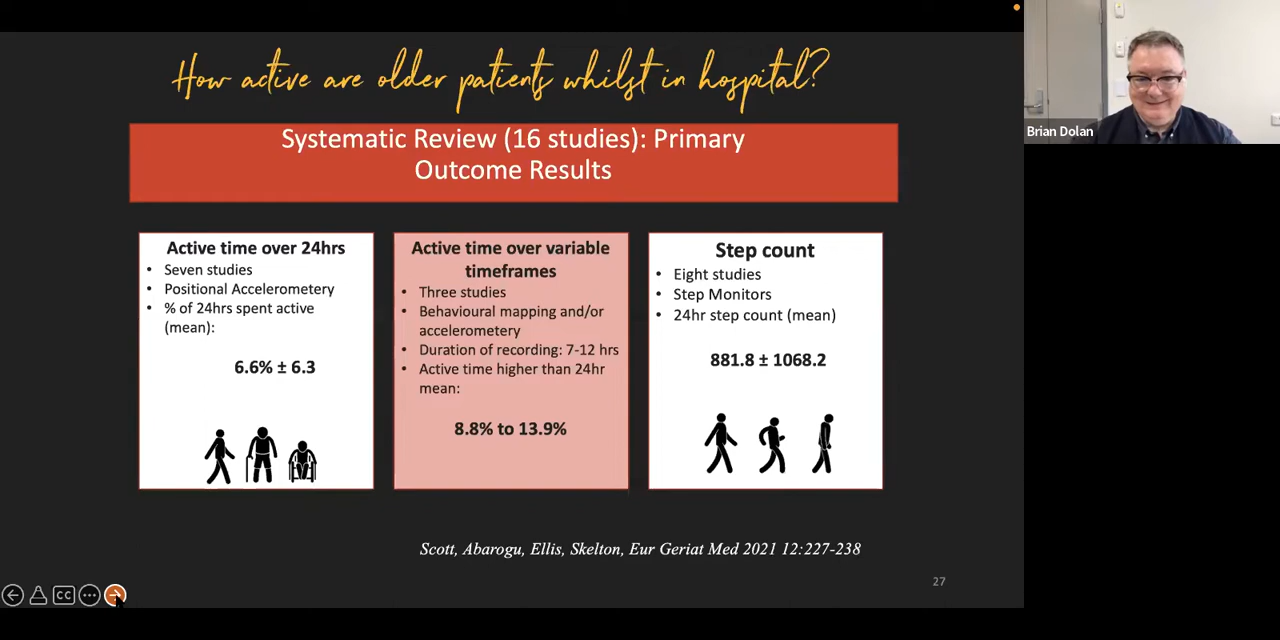 How active are older patients whilst in hospital?
Brian Dolan
Systematic Review (16 studies): Primary
Outcome Results
Active time over 24hrs
• Seven studies
• Positional Accelerometery
• % of 24hrs spent active
(mean):
6.6% ± 6.3
Active time over variable
timeframes
• Three studies
• Behavioural mapping and/or
accelerometery
• Duration of recording: 7-12 hrs
• Active time higher than 24hr
mean:
8.8% to 13.9%
Step count
• Eight studies
• Step Monitors
• 24hr step count (mean)
881.8 ± 1068.2
Scott, Abarogu, Ellis, Skelton, Eur Geriat Med 2021 12:227-238
27
CC